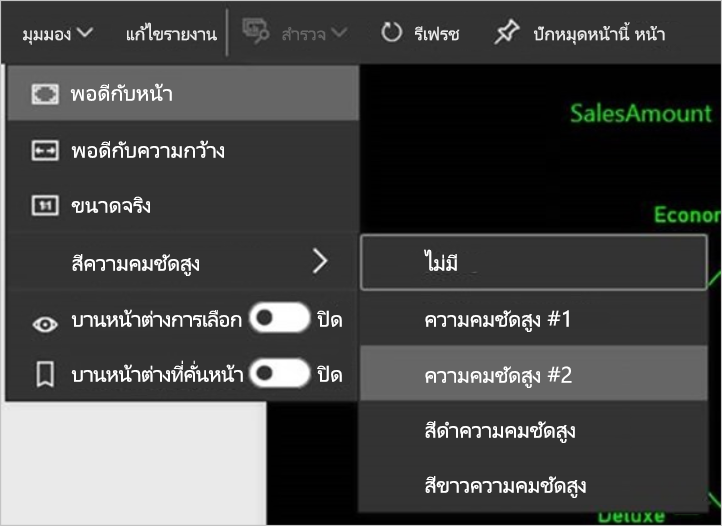 มุมมอง แก้ไขรายงาน สำรวจ รีเฟรช ปักหมุดหน้านี้ หน้า
พอดีกับหน้า
SalesAmount
พอดีกับความกว้าง
1:1 ขนาดจริง
Econor
สีความคมชัดสูง
ไม่มี
บานหน้าต่างการเลือก ปิด
ความคมชัดสูง #1
บานหน้าต่างที่คั่นหน้า ปิด
ความคมชัดสูง #2
สีดำความคมชัดสูง
สีขาวความคมชัดสูง
Deluxe